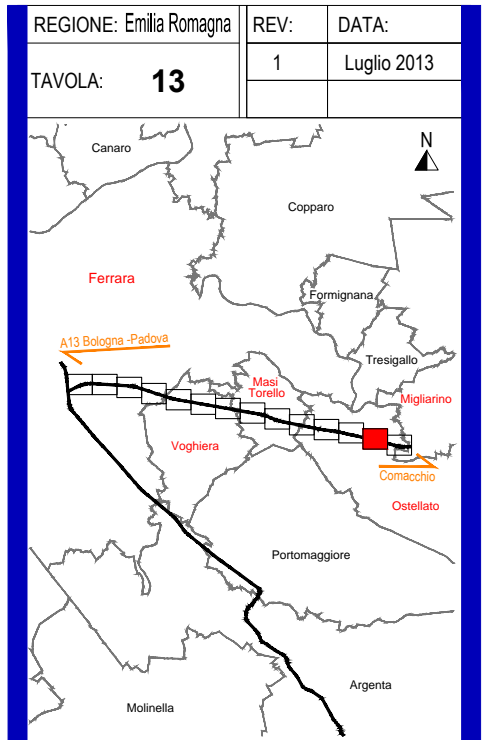 REGIONE: Emilia Romagna
REV:
DATA:
1
Luglio 2013
TAVOLA: 13
Canaro
N
Copparo
Ferrara
Formignana
A13 Bologna -Padova
Tresigallo
Masi
Torello
Migliarino
Voghiera
Comacchio
Ostellato
Portomaggiore
Argenta
Molinella